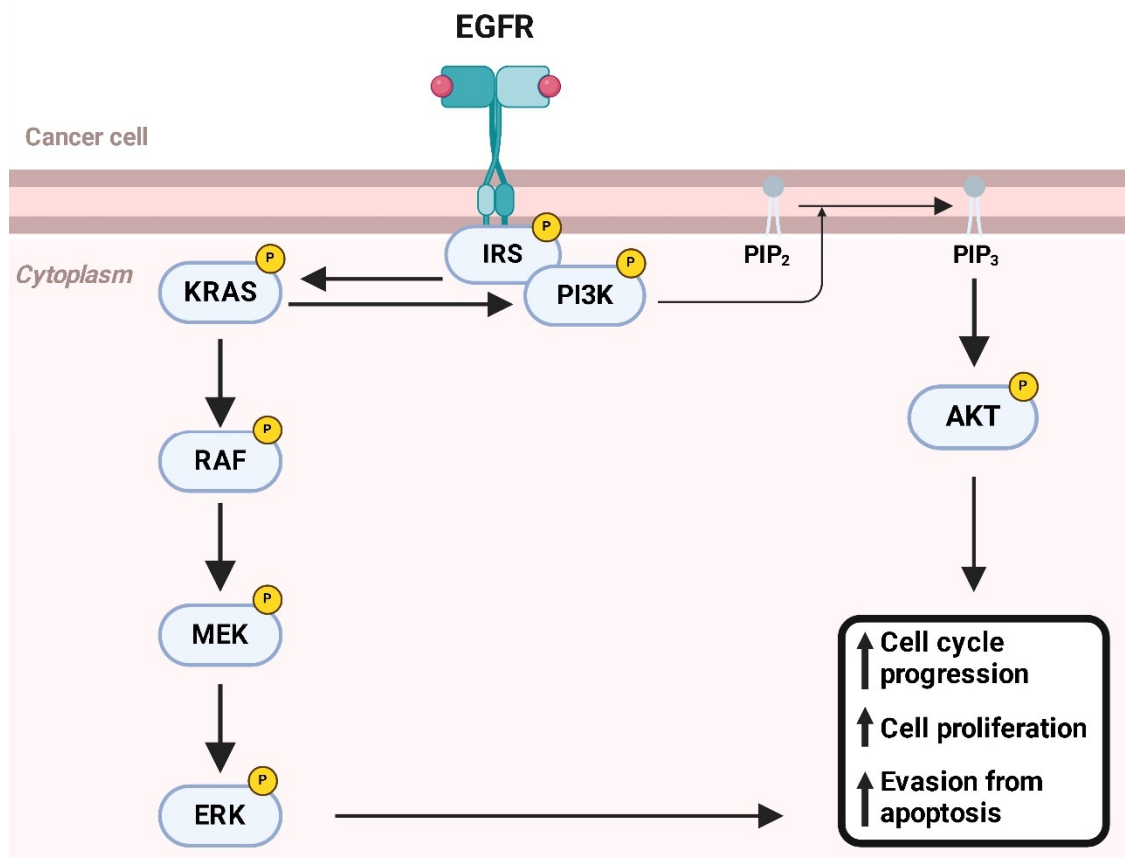 EGFR
Cancer cell
Cytoplasm
P
IRS
P
PI3K
P
KRAS
PIP₂
PIP₃
P
AKT
P
RAF
P
MEK
P
ERK
Cell cycle
progression
Cell proliferation
Evasion from
apoptosis